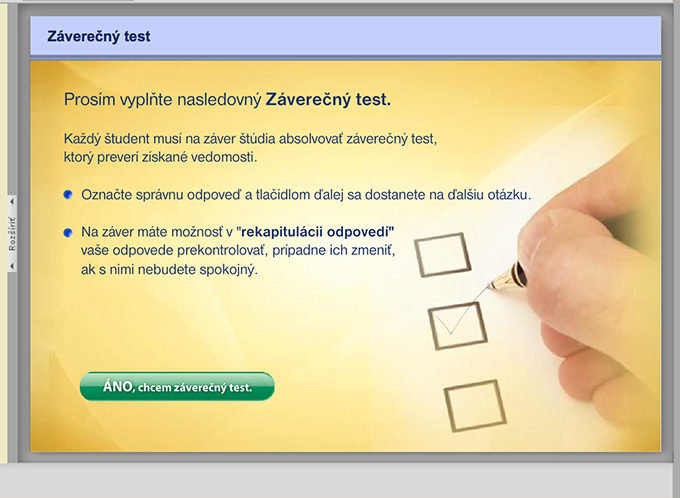 Záverečný test
Prosím vyplňte nasledovný Záverečný test.
Každý študent musí na záver štúdia absolvovať záverečný test,
ktorý preverí získané vedomosti.
Označte správnu odpoveď a tlačidlom ďalej sa dostanete na ďalšiu otázku.
Na záver máte možnosť v "rekapitulácii odpovedí"
vaše odpovede prekontrolovať, prípadne ich zmeniť,
ak s nimi nebudete spokojný.
ÁNO, chcem záverečný test.
Rozšíriť